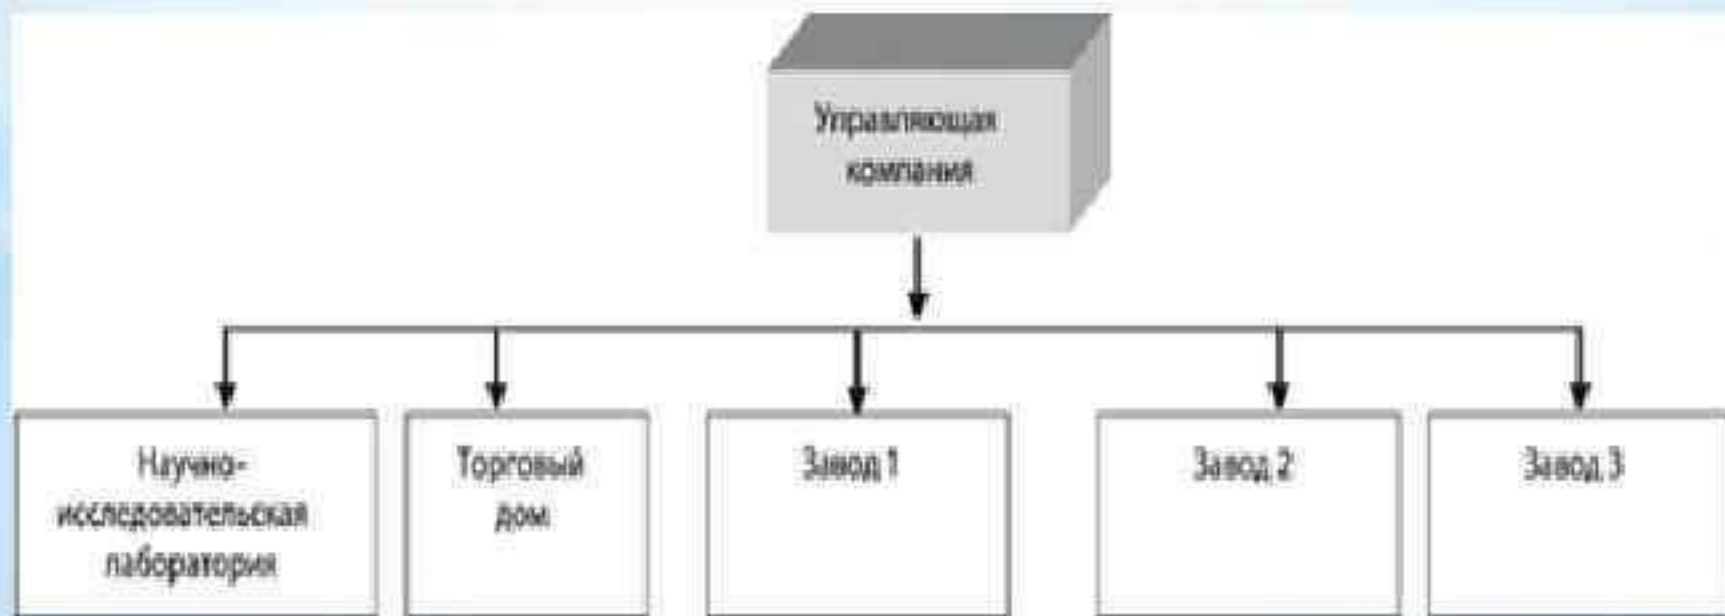 Управляющая
компания
Научно-
исследовательская
лаборатория
Торговый
дом
Завод 1
Завод 2
Завод 3